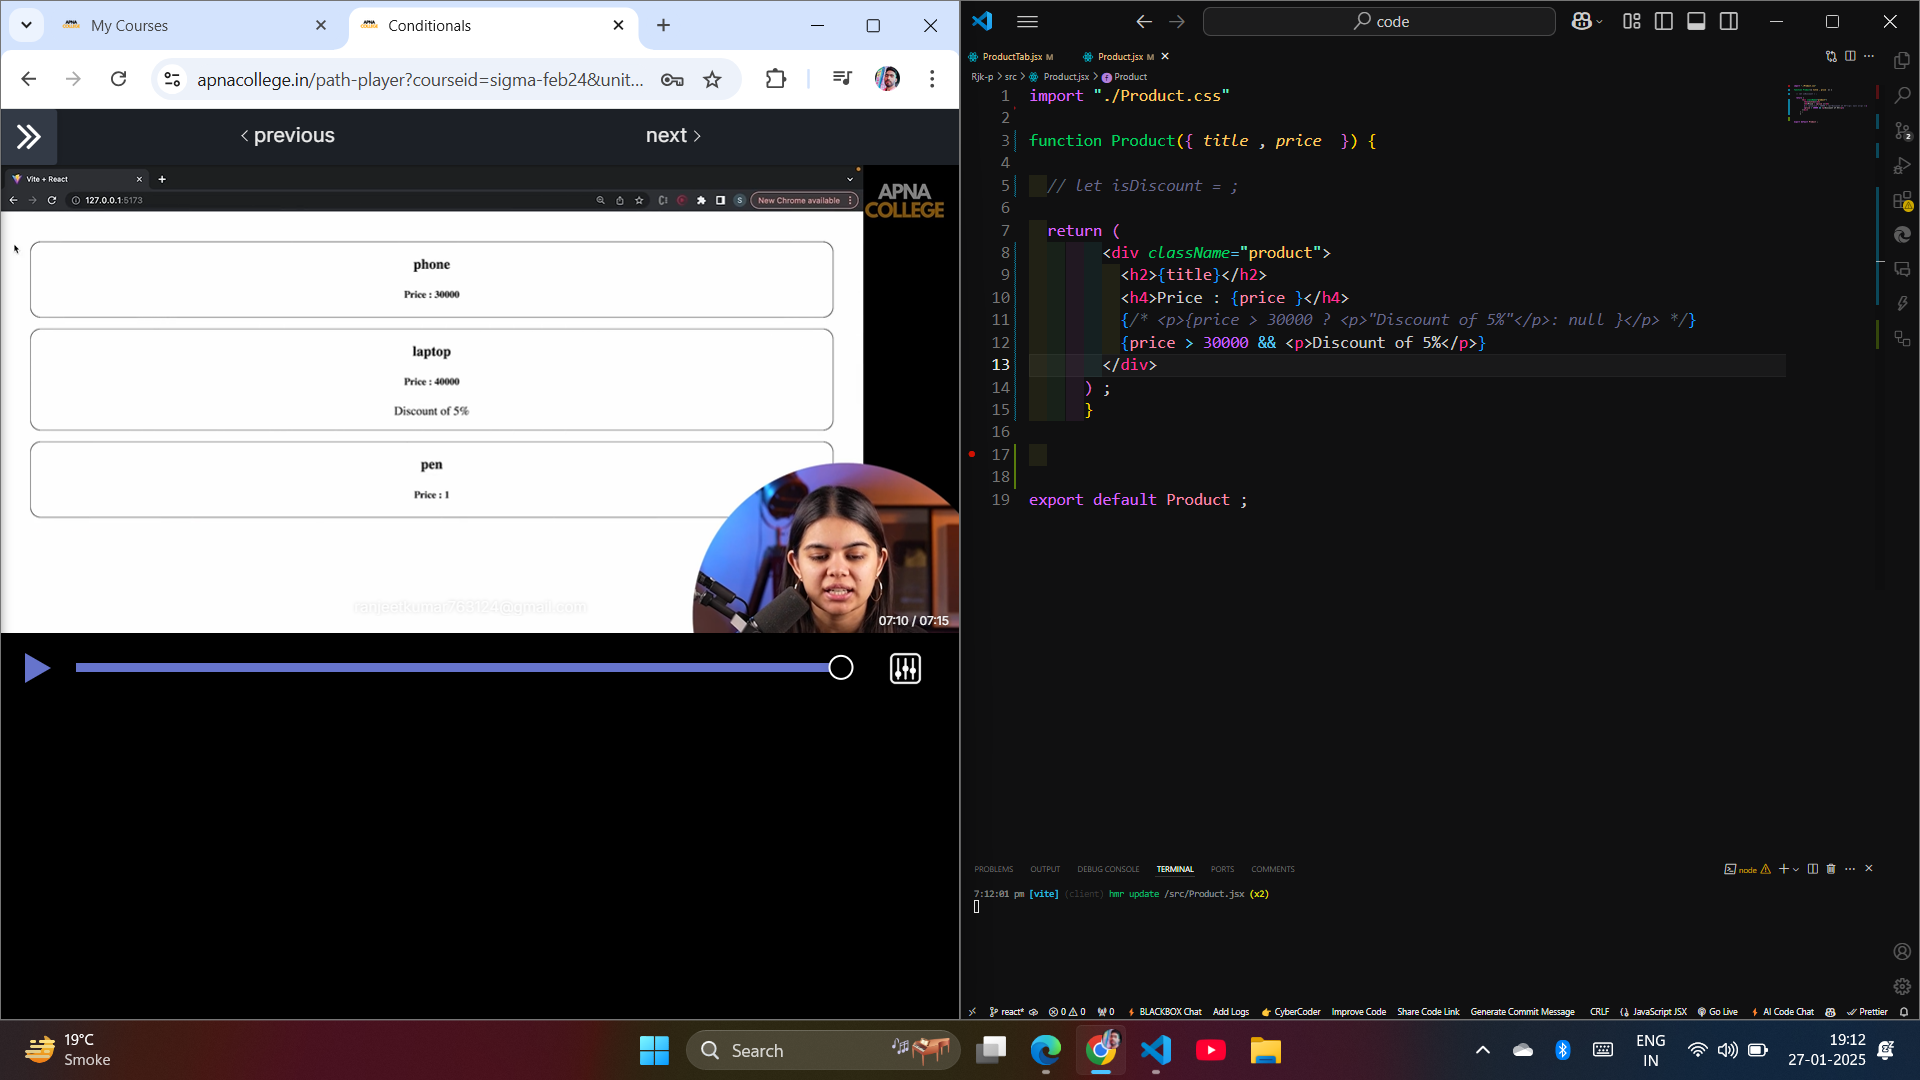 My Courses
Conditionals
apnacollege.in/path-player?courseid=sigma-feb24&unit...
previous
next
Vite + React
127.0.0.1:5173
New Chrome available
S
APNA
COLLEGE
phone
Price : 30000
laptop
Price : 40000
Discount of 5%
pen
Price : 1
ranjeetkumar763124@gmail.com
07:10 / 07:15
code
ProductTab.jsx M
Product.jsx M
Rjk-p > src > Product.jsx > Product
1 import "./Product.css"
2
3 function Product({ title , price  }) {
4
5 // let isDiscount = ;
6
7 return (
8 <div className="product">
9 <h2>{title}</h2>
10 <h4>Price : {price }</h4>
11 {/* <p>{price > 30000 ? <p>"Discount of 5%"</p>: null }</p> */}
12 {price > 30000 && <p>Discount of 5%</p>}
13 </div>
14 ) ;
15 }
16
17
18
19 export default Product ;
2
PROBLEMS OUTPUT DEBUG CONSOLE TERMINAL PORTS COMMENTS
node
7:12:01 pm [vite] (client) hmr update /src/Product.jsx (x2)
react* 0 0 0 BLACKBOX Chat Add Logs CyberCoder Improve Code Share Code Link Generate Commit Message CRLF {} JavaScript JSX Go Live AI Code Chat Prettier
19°C
Smoke
Search
ENG
IN
19:12
27-01-2025